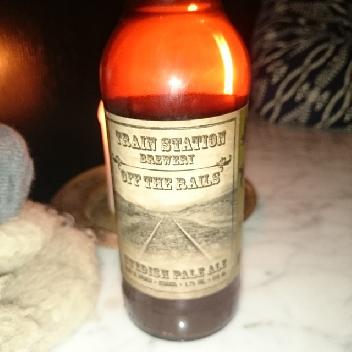 TRAIN STATION
BREWERY
OFF THE RAILS
SWEDISH PALE ALE